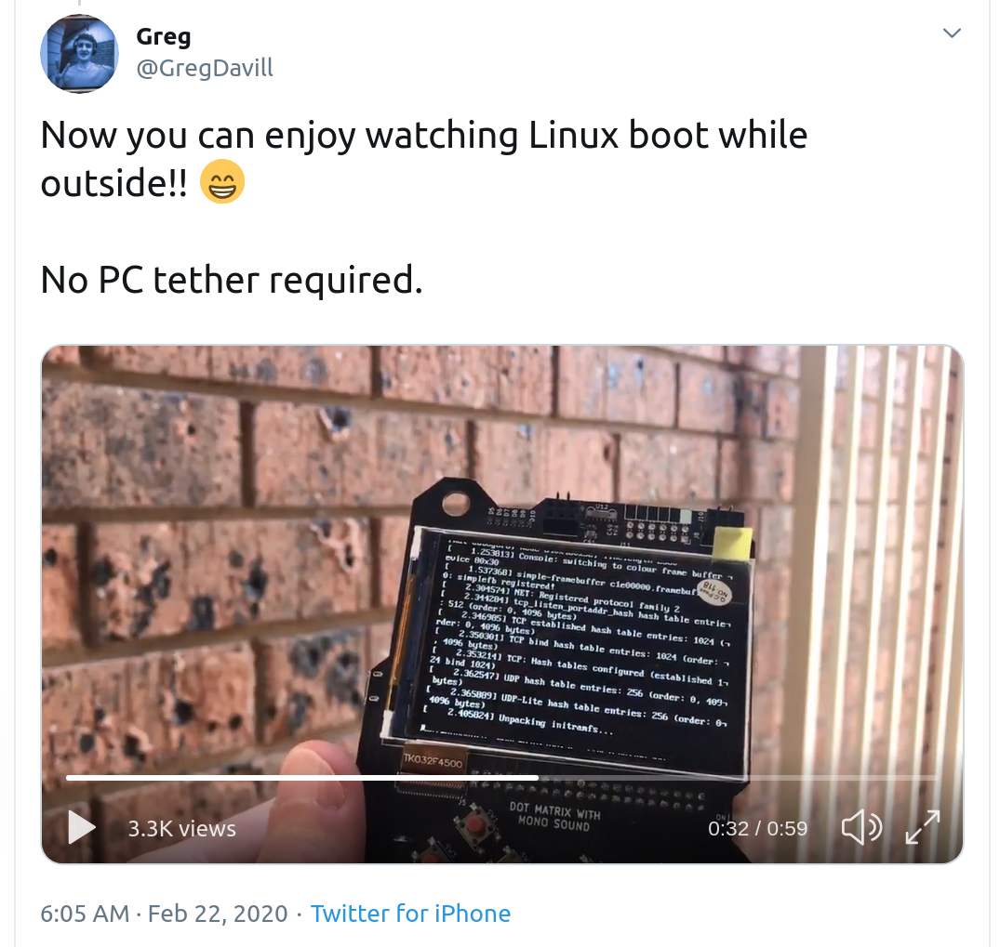 Greg
@GregDavill
Now you can enjoy watching Linux boot while
outside!! 😁
No PC tether required.
[    1.253813] Console: switching to colour frame buffer
evice 80x30
[    1.537368] simple-framebuffer c1e00000.framebuf
0: simplefb registered!
[    2.304574] NET: Registered protocol family 2
[    2.344284] tcp_listen_portaddr_hash hash table entrie
: 512 (order: 0, 4096 bytes)
[    2.346985] TCP established hash table entries: 1024 (
rder: 0, 4096 bytes)
[    2.350301] TCP bind hash table entries: 1024 (order:
, 4096 bytes)
[    2.353214] TCP: Hash tables configured (established 1
24 bind 1024)
[    2.362547] UDP hash table entries: 256 (order: 0, 409
bytes)
[    2.365889] UDP-Lite hash table entries: 256 (order: 0
4096 bytes)
[    2.405824] Unpacking initramfs...
TK032F4500
DOT MATRIX WITH
MONO SOUND
3.3K views
0:32 / 0:59
6:05 AM · Feb 22, 2020 · Twitter for iPhone